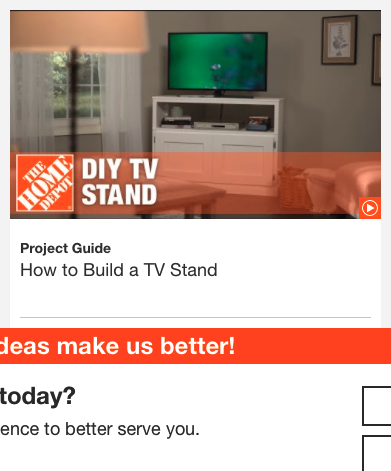 THE
HOME
DEPOT
DIY TV
STAND
Project Guide
How to Build a TV Stand
deas make us better!
today?
ence to better serve you.